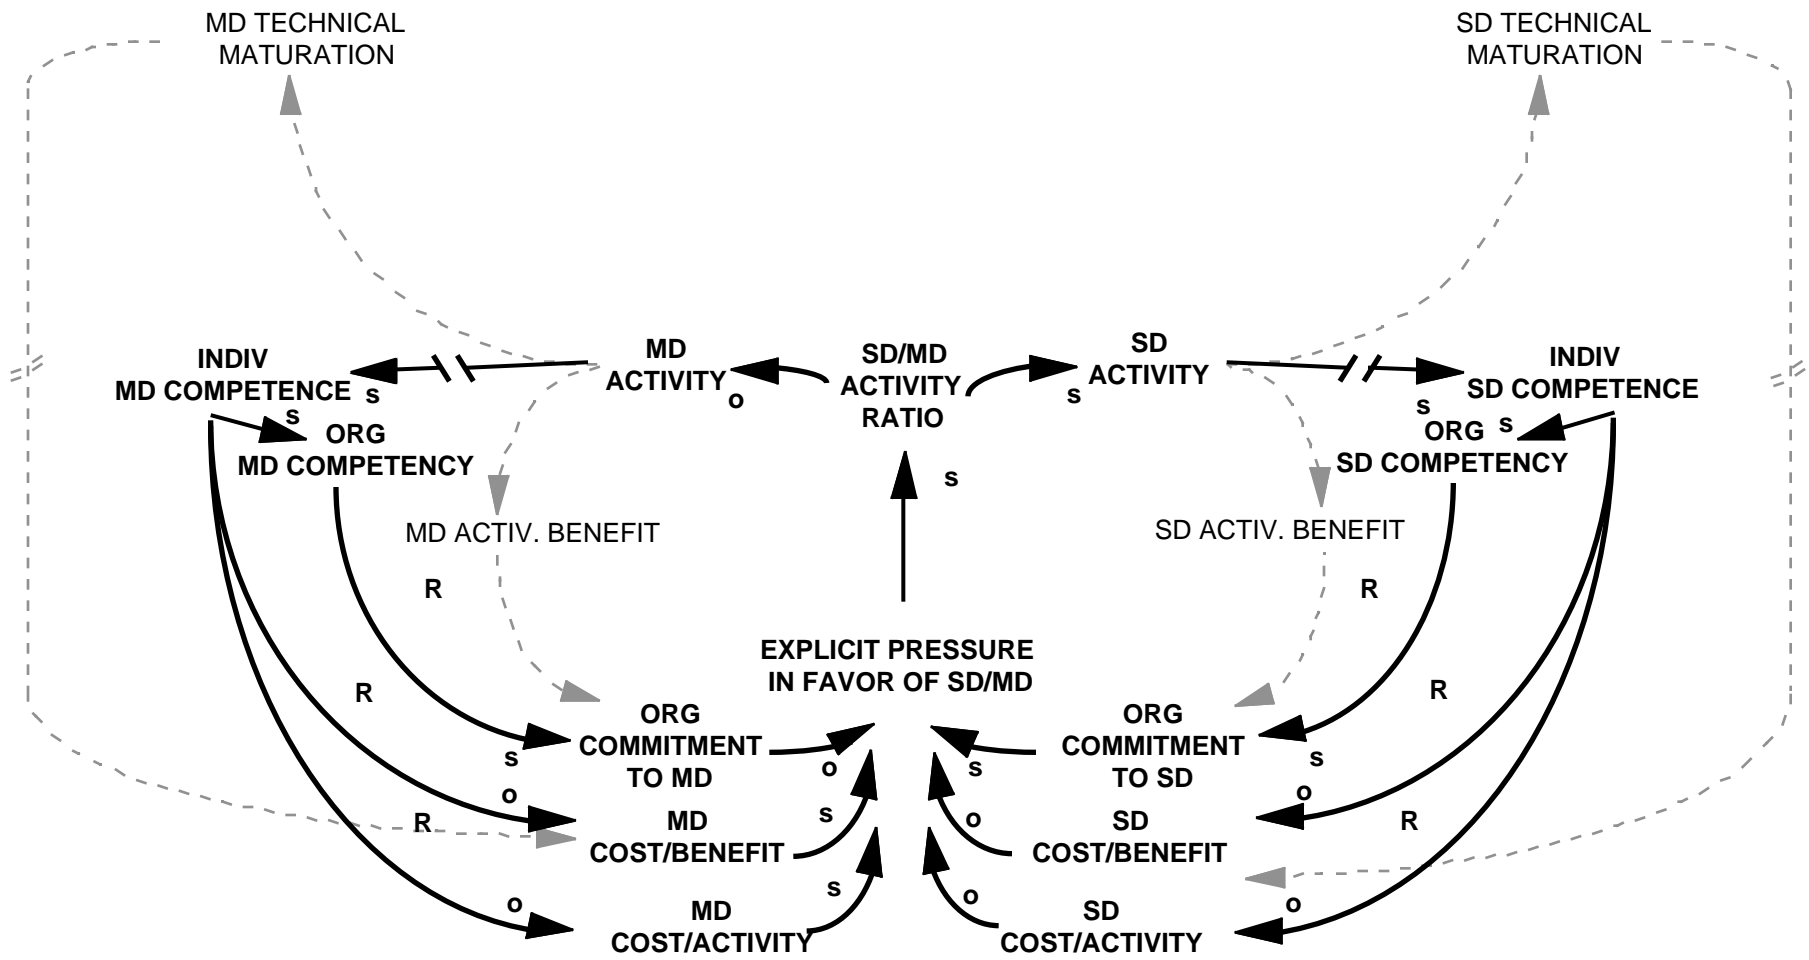 MD TECHNICAL
MATURATION
SD TECHNICAL
MATURATION
INDIV
MD COMPETENCE
s
s
ORG
MD COMPETENCY
MD
ACTIVITY
o
SD/MD
ACTIVITY
RATIO
s
SD
ACTIVITY
s
INDIV
SD COMPETENCE
s
s
ORG
SD COMPETENCY
MD ACTIV. BENEFIT
SD ACTIV. BENEFIT
R
R
EXPLICIT PRESSURE
IN FAVOR OF SD/MD
R
R
ORG
COMMITMENT
TO MD
s
o
ORG
COMMITMENT
TO SD
s
s
o
R
MD
COST/BENEFIT
s
o
SD
COST/BENEFIT
o
R
MD
COST/ACTIVITY
o
s
SD
COST/ACTIVITY
o
o